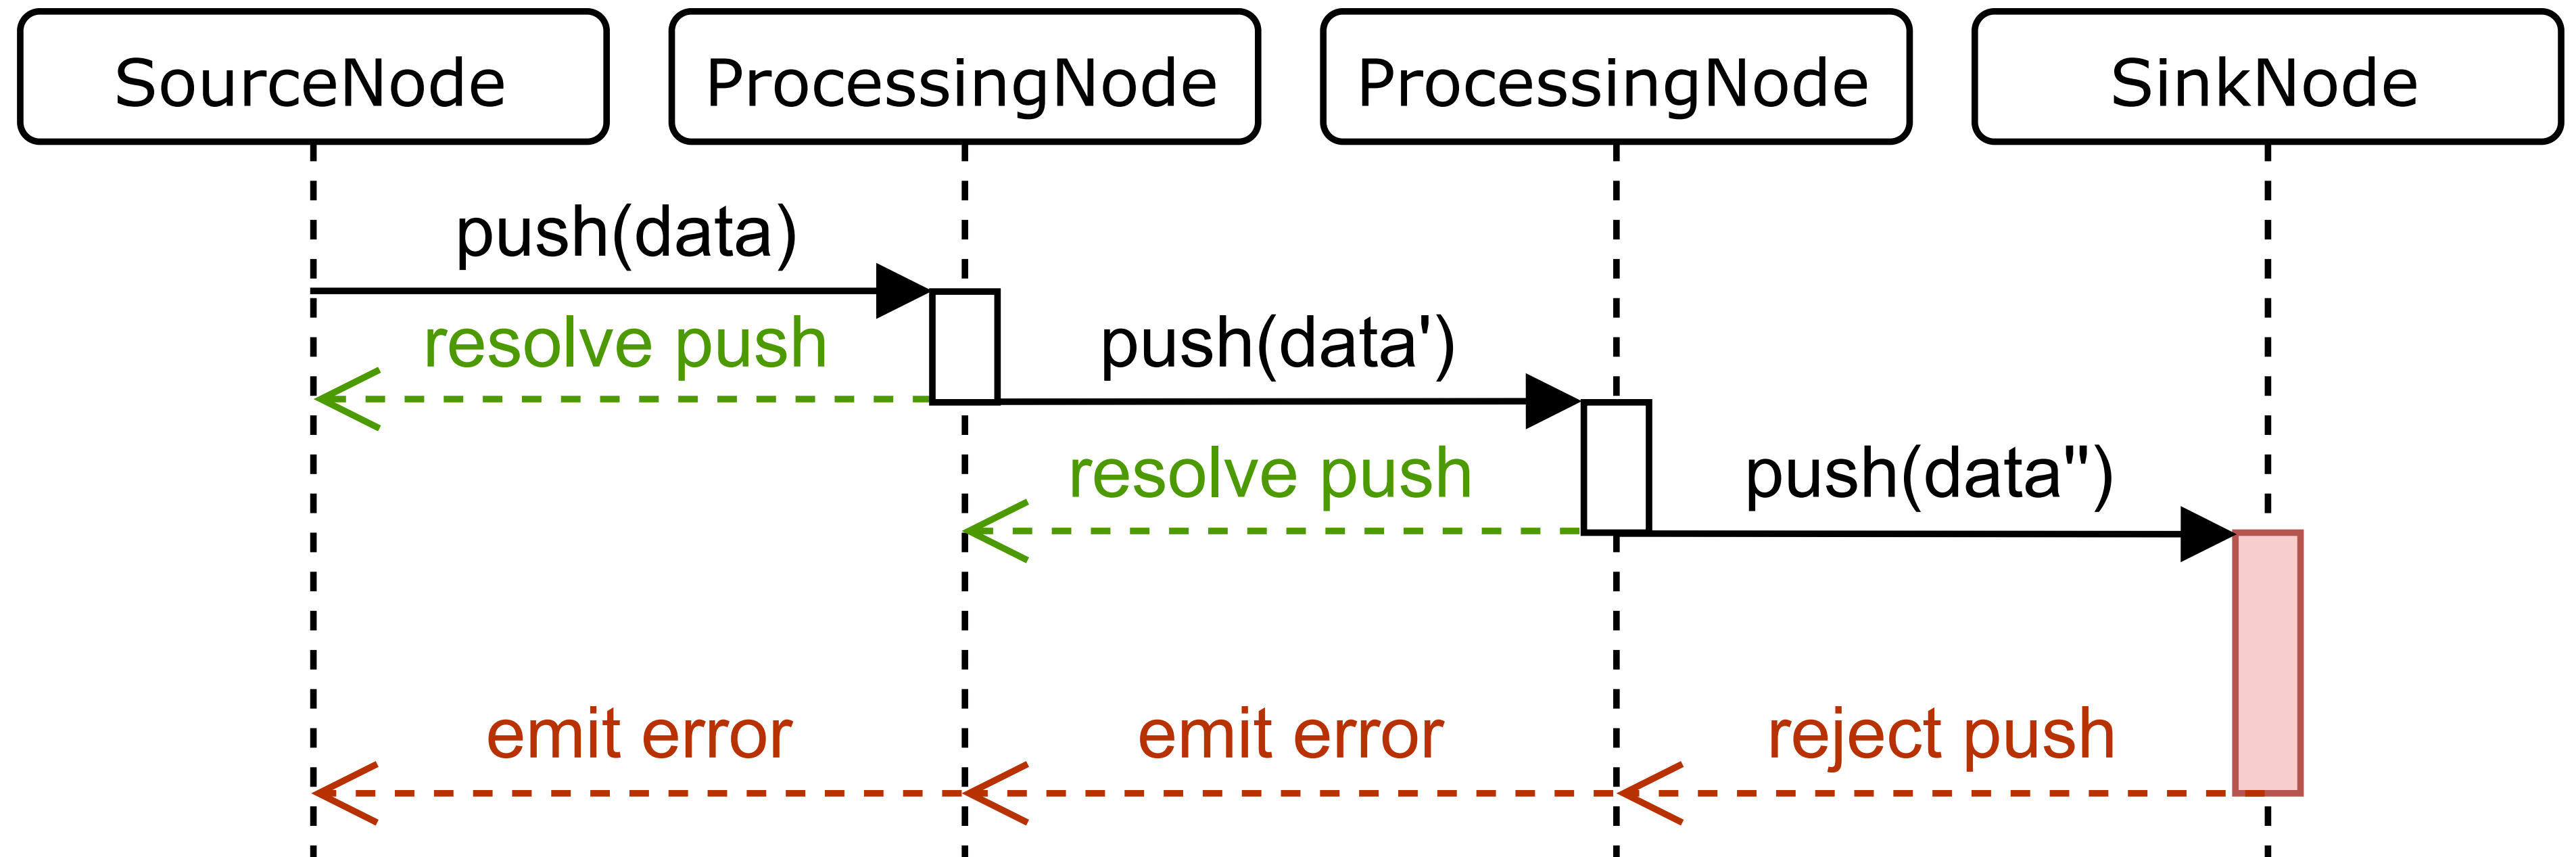 SourceNode
ProcessingNode
ProcessingNode
SinkNode
push(data)
resolve push
push(data')
resolve push
push(data")
emit error
emit error
reject push